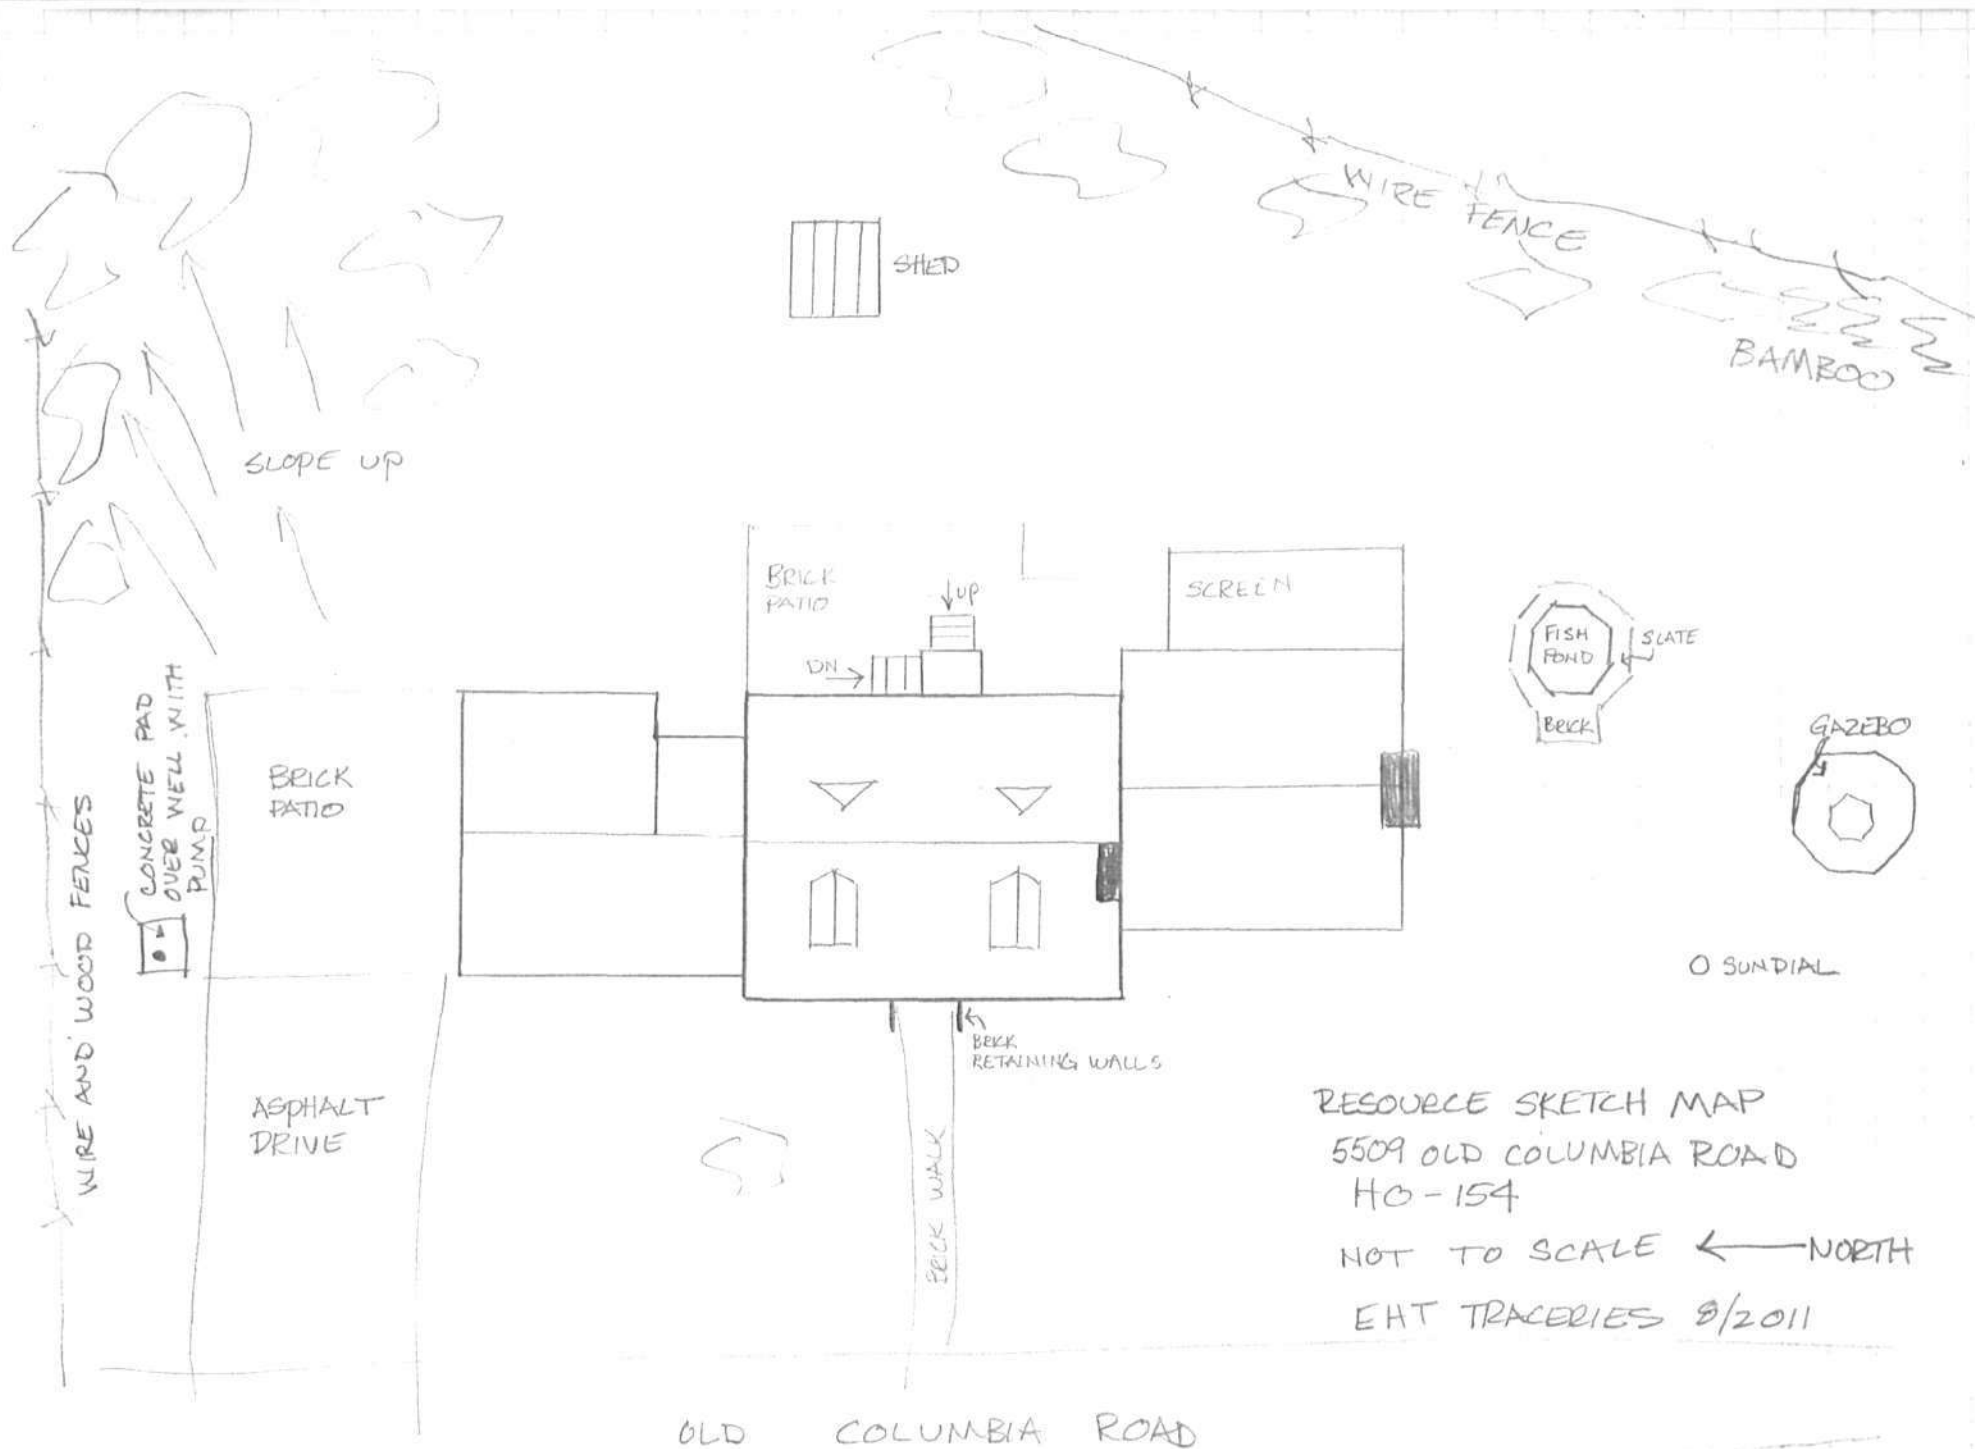 WIRE FENCE
SHED
BAMBOO
SLOPE UP
BRICK
PATIO
UP
SCREEN
DN
FISH
POND
SLATE
BRICK
GAZEBO
CONCRETE PAD
OVER WELL WITH
PUMP
BRICK
PATIO
WIRE AND WOOD FENCES
O SUNDIAL
BRICK
RETAINING WALLS
ASPHALT
DRIVE
BRICK WALK
RESOURCE SKETCH MAP
5509 OLD COLUMBIA ROAD
HO-154
NOT TO SCALE ← NORTH
EHT TRACERIES 8/2011
OLD COLUMBIA ROAD